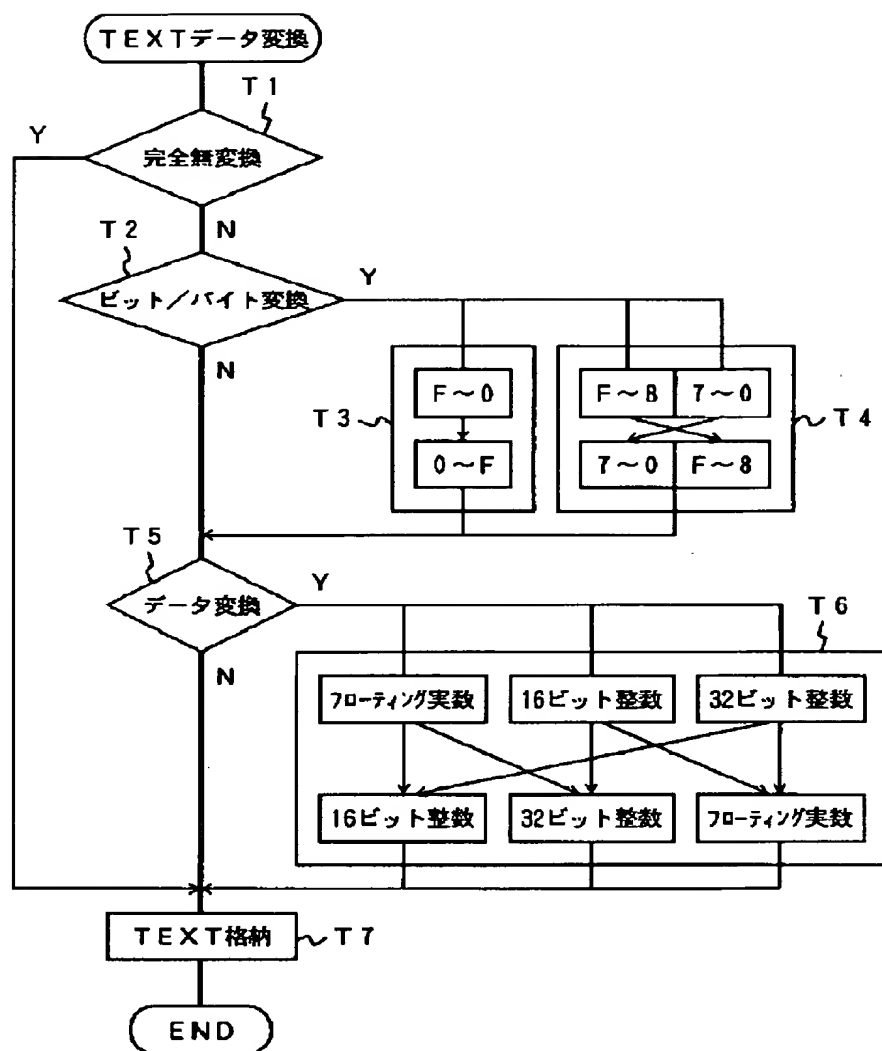 TEXTデータ変換
T1
Y
完全無変換
N
T2
Y
ビット/バイト変換
N
F~0
F~8
7~0
T3
T4
0~F
7~0
F~8
T5
Y
データ変換
T6
N
フローティング実数
16ビット整数
32ビット整数
16ビット整数
32ビット整数
フローティング実数
TEXT格納
T7
END